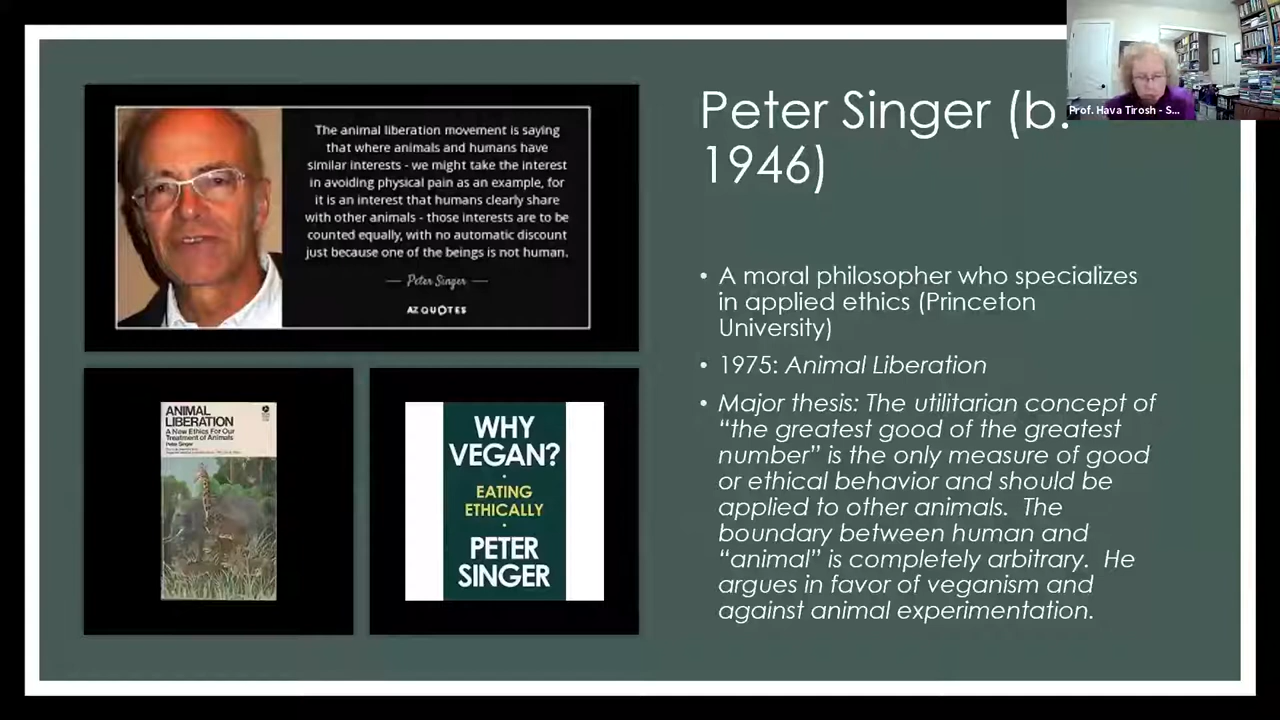 Peter Singer (b.
1946)
Prof. Hava Tirosh - S...
The animal liberation movement is saying
that where animals and humans have
similar interests - we might take the interest
in avoiding physical pain as an example, for
it is an interest that humans clearly share
with other animals - those interests are to be
counted equally, with no automatic discount
just because one of the beings is not human.
— Peter Singer —
AZ QUOTES
ANIMAL
LIBERATION
A New Ethics For Our
Treatment of Animals
Peter Singer
WHY
VEGAN?
EATING
ETHICALLY
PETER
SINGER
• A moral philosopher who specializes
in applied ethics (Princeton
University)
• 1975: Animal Liberation
• Major thesis: The utilitarian concept of
“the greatest good of the greatest
number” is the only measure of good
or ethical behavior and should be
applied to other animals. The
boundary between human and
“animal” is completely arbitrary. He
argues in favor of veganism and
against animal experimentation.